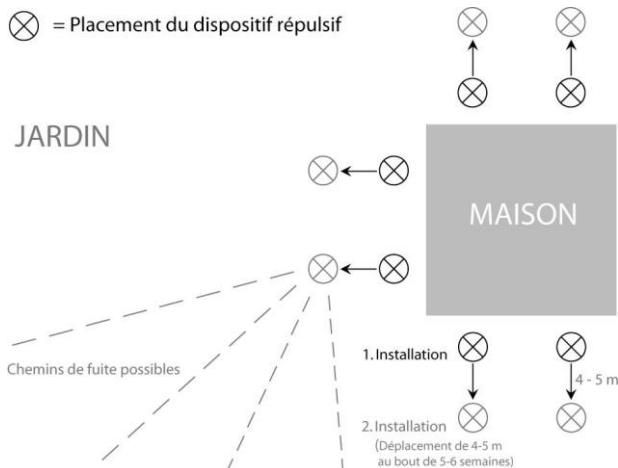 = Placement du dispositif répulsif
JARDIN
MAISON
Chemins de fuite possibles
1. Installation
4 - 5 m
2. Installation
(Déplacement de 4-5 m
au bout de 5-6 semaines)